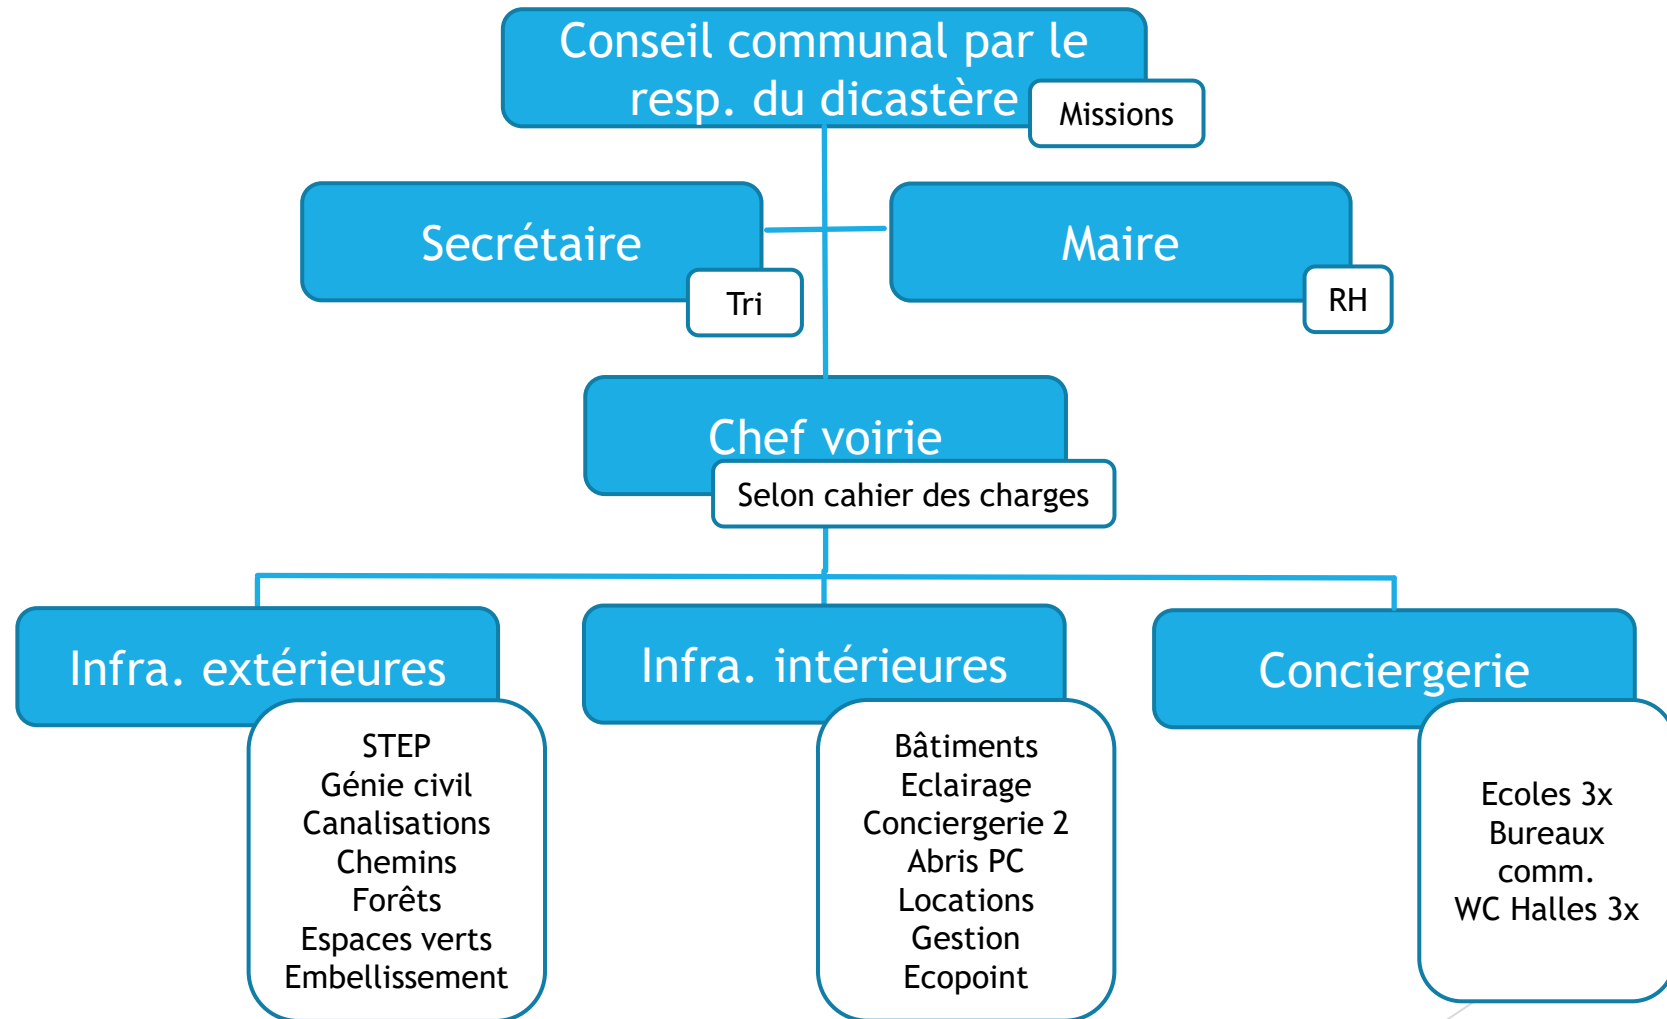 Conseil communal par le
resp. du dicastère
Missions
Secrétaire
Tri
Maire
RH
Chef voirie
Selon cahier des charges
Infra. extérieures
STEP
Génie civil
Canalisations
Chemins
Forêts
Espaces verts
Embellissement
Infra. intérieures
Bâtiments
Eclairage
Conciergerie 2
Abris PC
Locations
Gestion
Ecopoint
Conciergerie
Ecoles 3x
Bureaux
comm.
WC Halles 3x